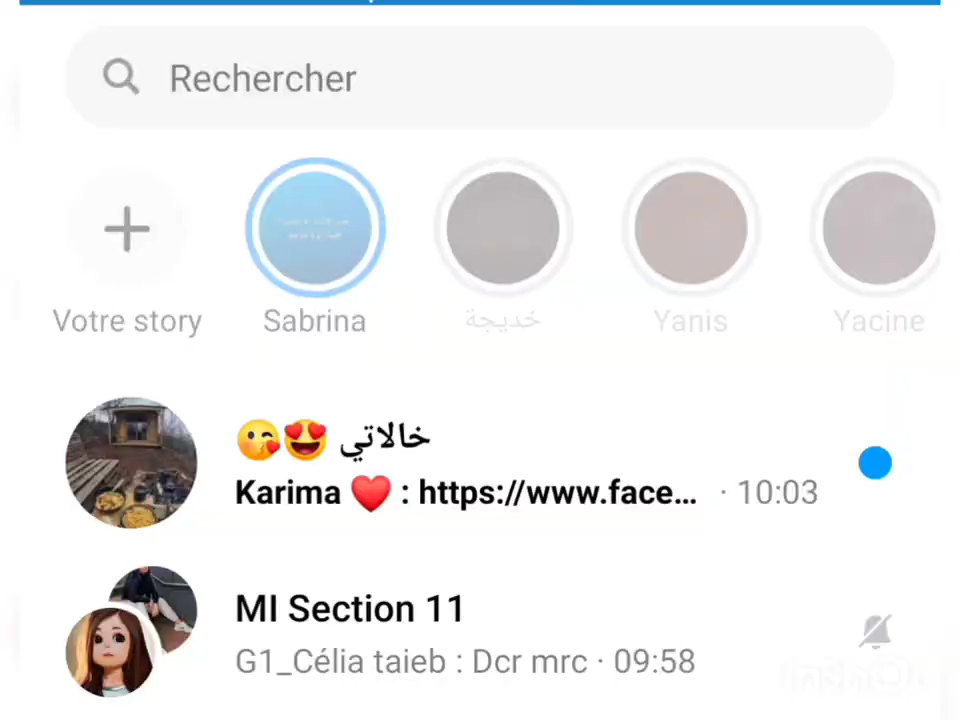 Rechercher
Votre story
Sabrina
خديجة
Yanis
Yacine
😘😍 خالاتي
Karima ❤️ : https://www.face... · 10:03
MI Section 11
G1_Célia taieb : Dcr mrc · 09:58